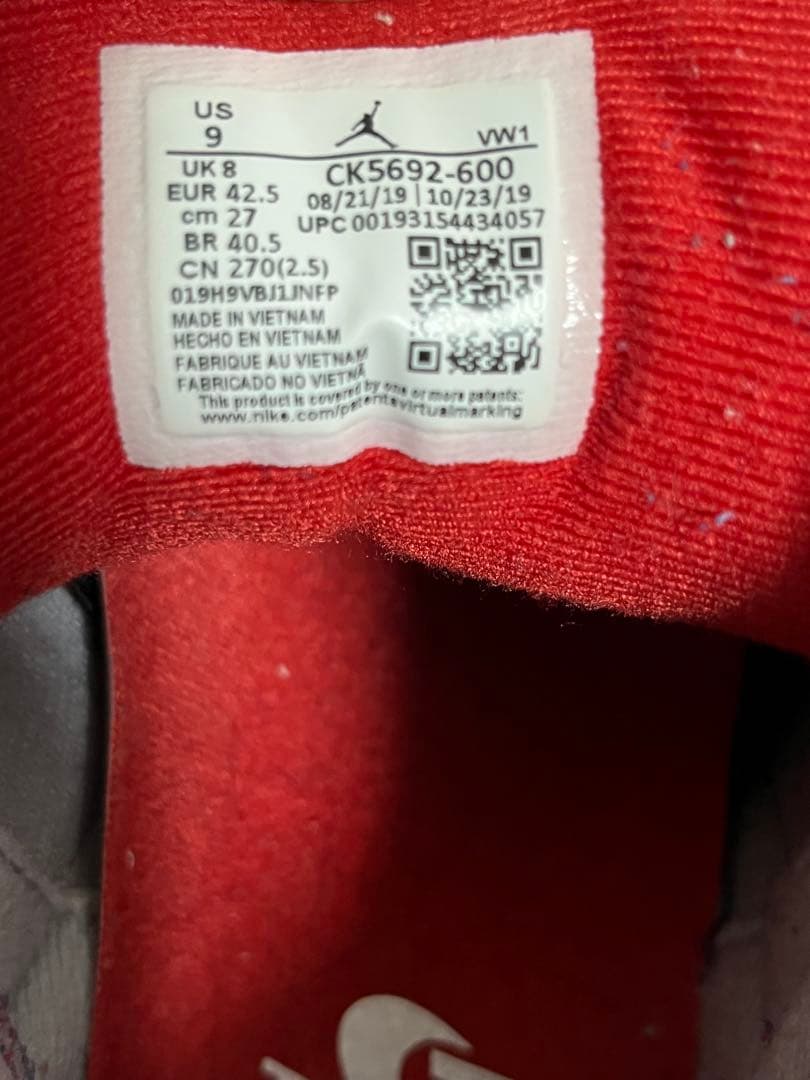 US
9
VW1
UK 8
CK5692-600
EUR 42.5
08/21/19 | 10/23/19
cm 27
UPC 00193154434057
BR 40.5
CN 270(2.5)
019H9VBJ1JNFP
MADE IN VIETNAM
HECHO EN VIETNAM
FABRIQUE AU VIETNAM
FABRICADO NO VIETNÃ
This product is covered by one or more patents:
www.nike.com/patentsvirtualmarking